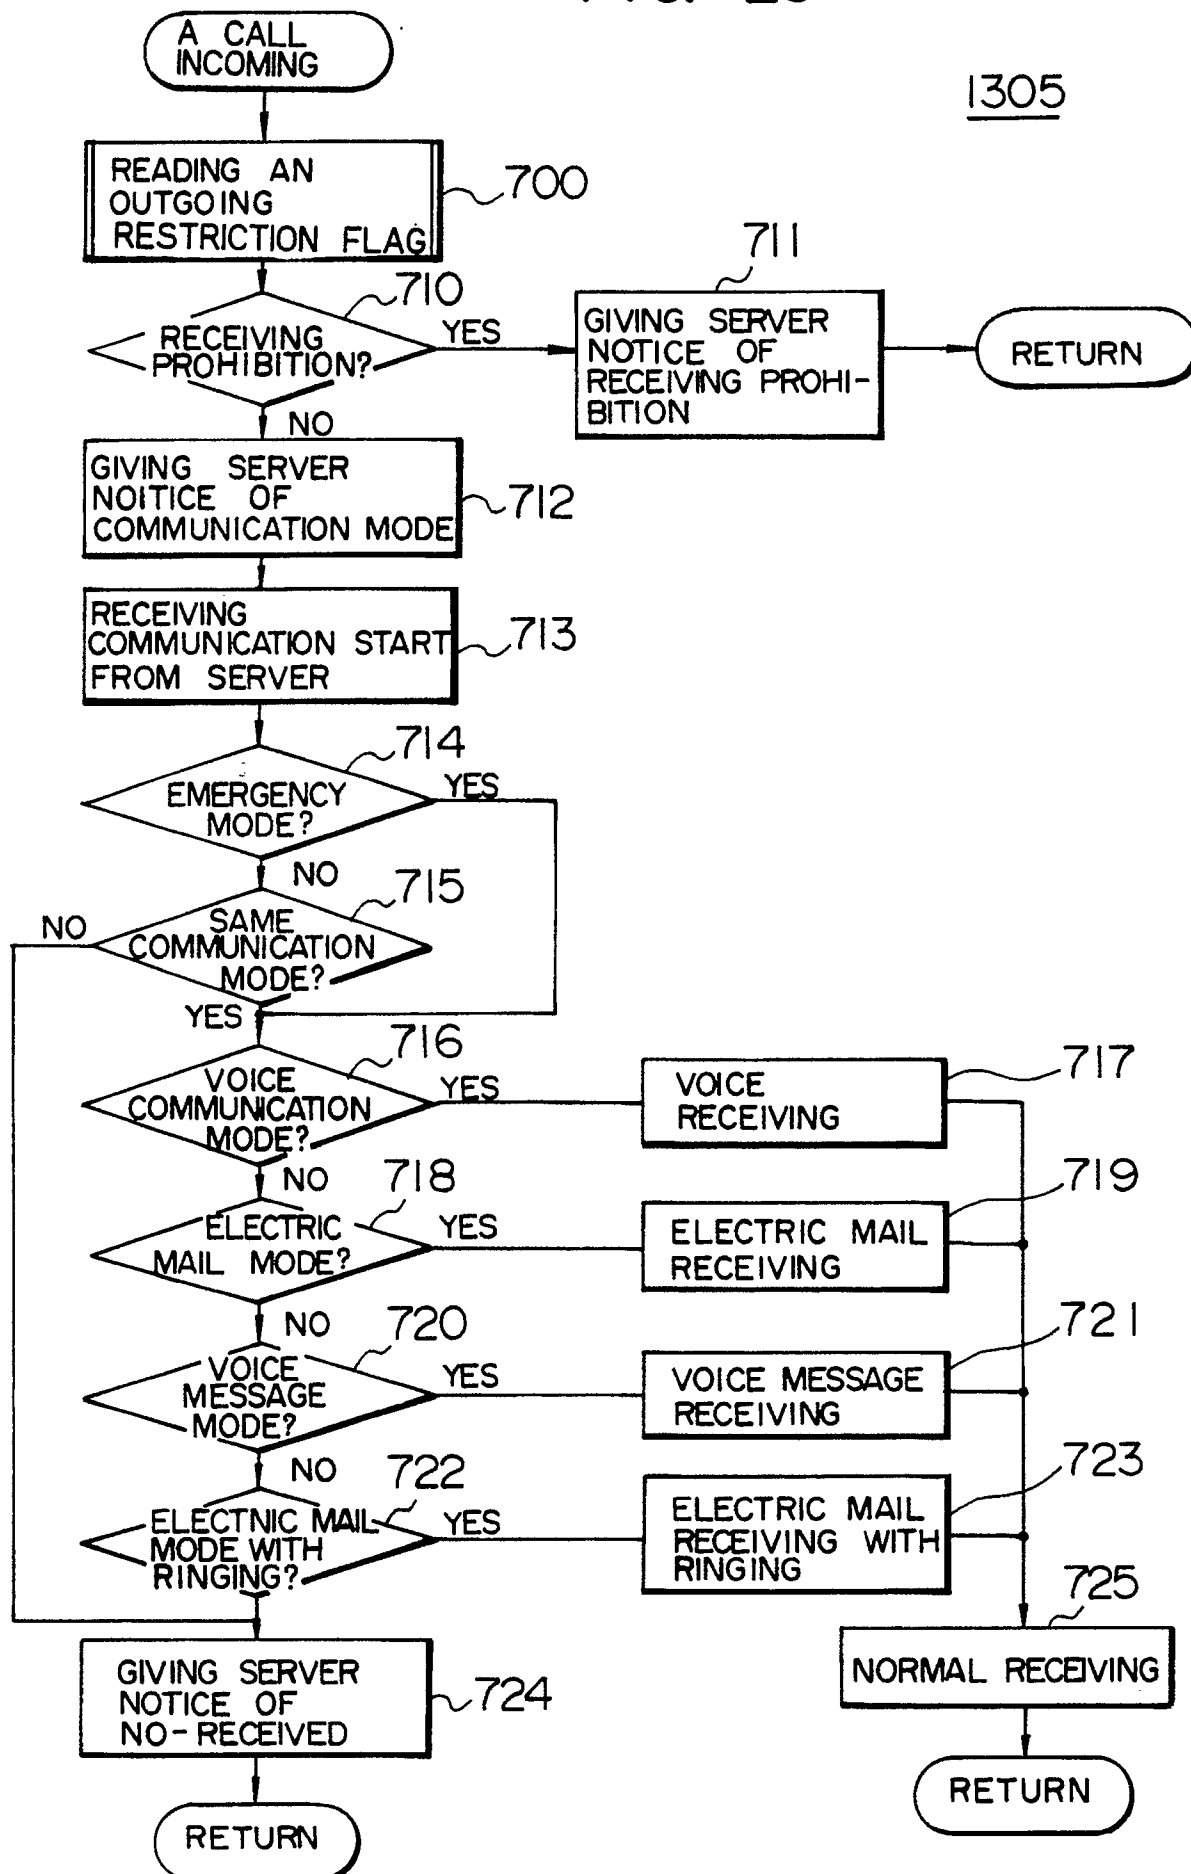 A CALL
INCOMING
1305
READING AN
OUTGOING
RESTRICTION FLAG
700
710
RECEIVING
PROHIBITION?
YES
NO
711
GIVING SERVER
NOTICE OF
RECEIVING PROHI-
BITION
RETURN
GIVING SERVER
NOITICE OF
COMMUNICATION MODE
712
RECEIVING
COMMUNICATION START
FROM SERVER
713
714
EMERGENCY
MODE?
YES
NO
715
NO
SAME
COMMUNICATION
MODE?
YES
716
VOICE
COMMUNICATION
MODE?
YES
NO
VOICE
RECEIVING
717
718
ELECTRIC
MAIL MODE?
YES
NO
ELECTRIC MAIL
RECEIVING
719
720
VOICE
MESSAGE
MODE?
YES
NO
VOICE MESSAGE
RECEIVING
721
722
ELECTNIC MAIL
MODE WITH
RINGING?
YES
ELECTRIC MAIL
RECEIVING WITH
RINGING
723
GIVING SERVER
NOTICE OF
NO-RECEIVED
724
RETURN
725
NORMAL RECEIVING
RETURN